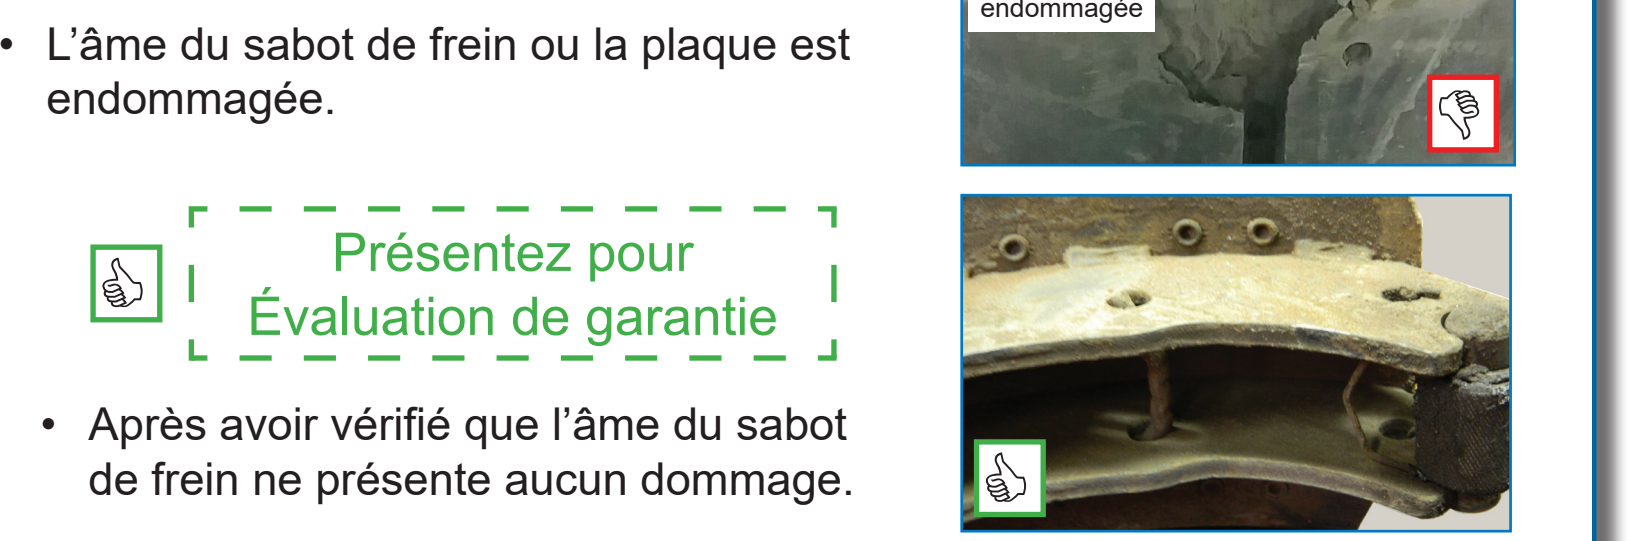 endommagée
• L’âme du sabot de frein ou la plaque est
endommagée.
Présentez pour
Évaluation de garantie
• Après avoir vérifié que l’âme du sabot
de frein ne présente aucun dommage.